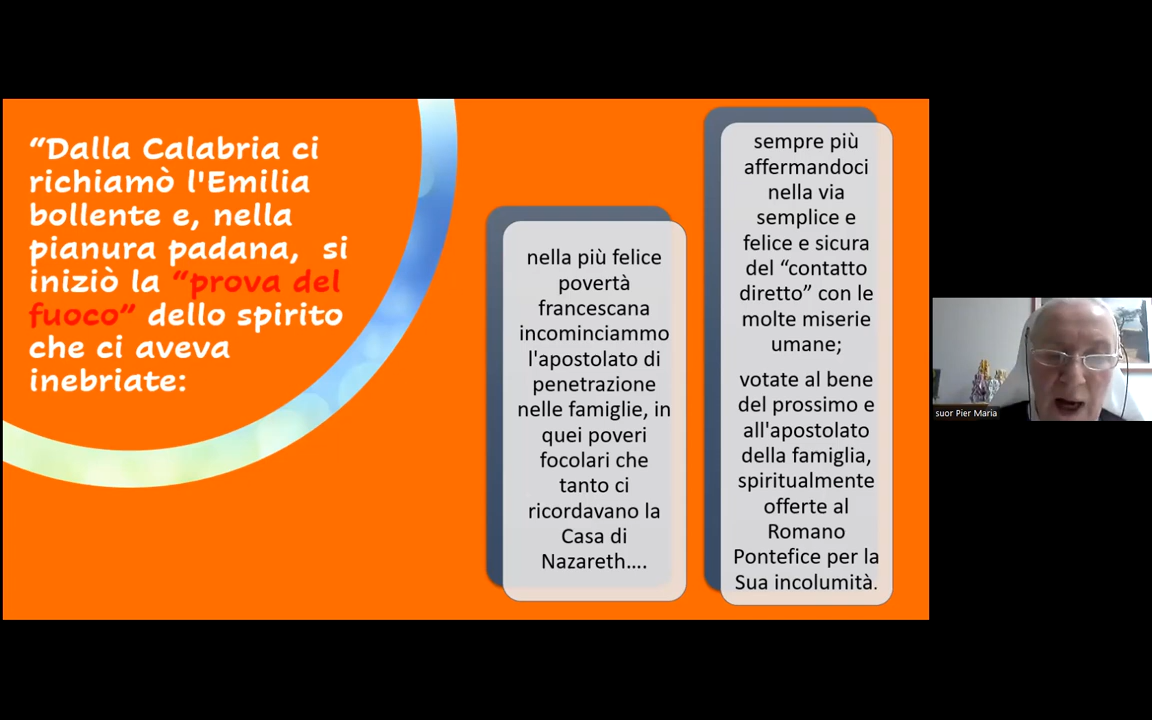 “Dalla Calabria ci
richiamò l'Emilia
bollente e, nella
pianura padana,  si
iniziò la “prova del
fuoco” dello spirito
che ci aveva
inebriate:
nella più felice
povertà
francescana
incominciammo
l'apostolato di
penetrazione
nelle famiglie, in
quei poveri
focolari che
tanto ci
ricordavano la
Casa di
Nazareth….
sempre più
affermandoci
nella via
semplice e
felice e sicura
del “contatto
diretto” con le
molte miserie
umane;
votate al bene
del prossimo e
all'apostolato
della famiglia,
spiritualmente
offerte al
Romano
Pontefice per la
Sua incolumità.
suor Pier Maria